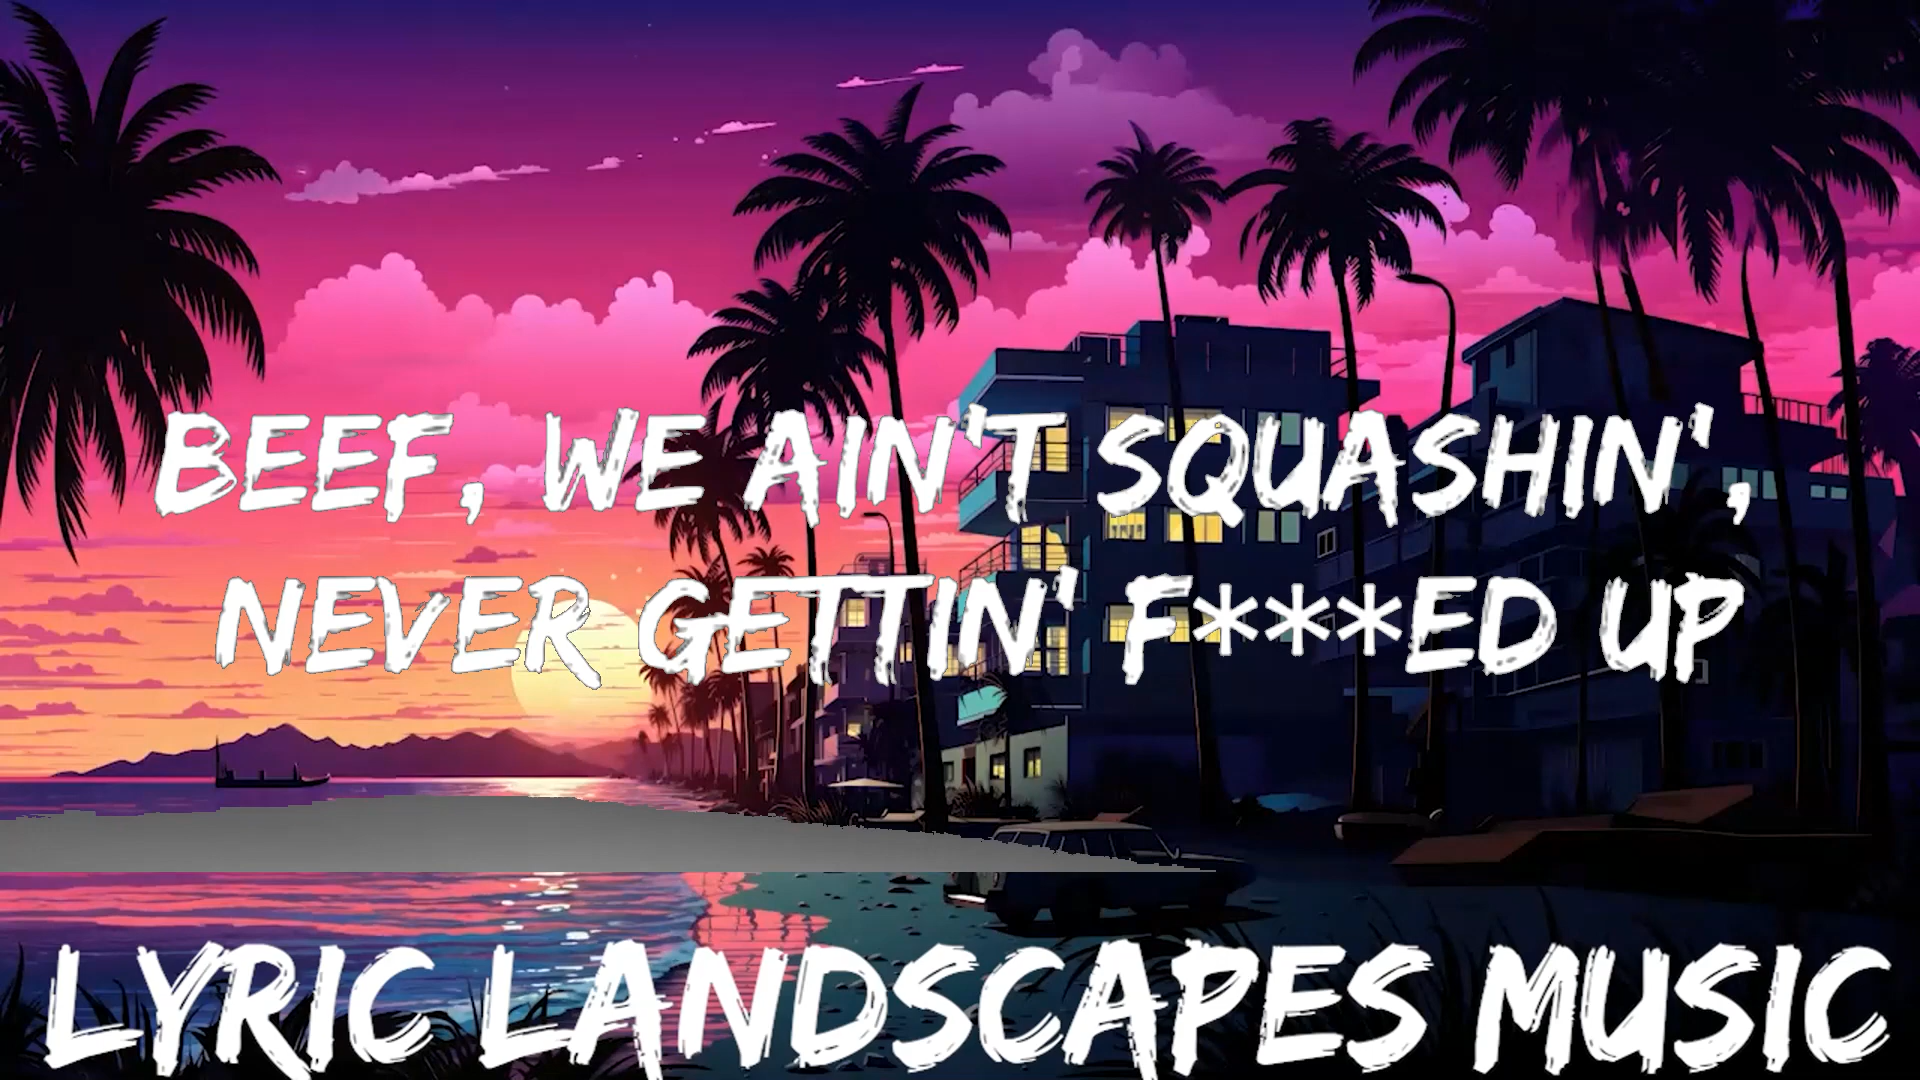 BEEF, WE AIN'T SQUASHIN',
NEVER GETTIN' F***ED UP
LYRIC LANDSCAPES MUSIC